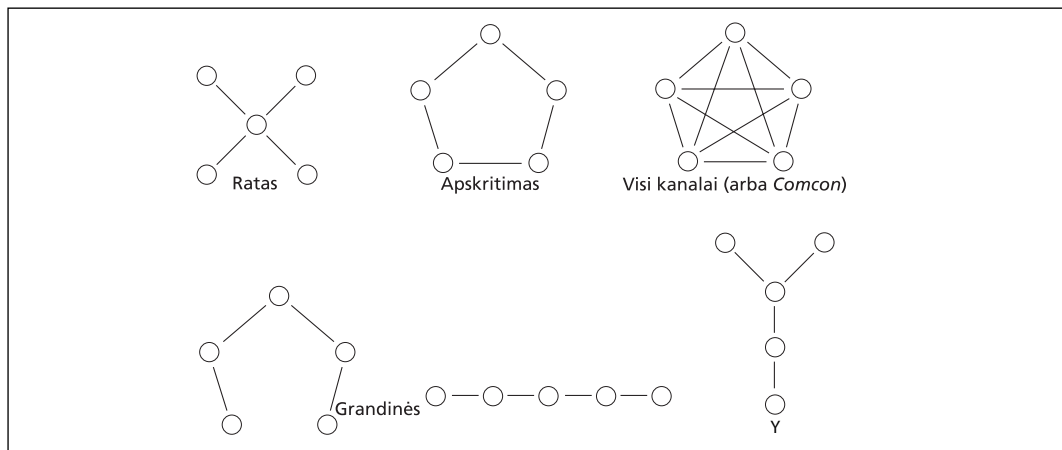 Ratas
Apskritimas
Visi kanalai (arba Comcon)
Grandinės
Y